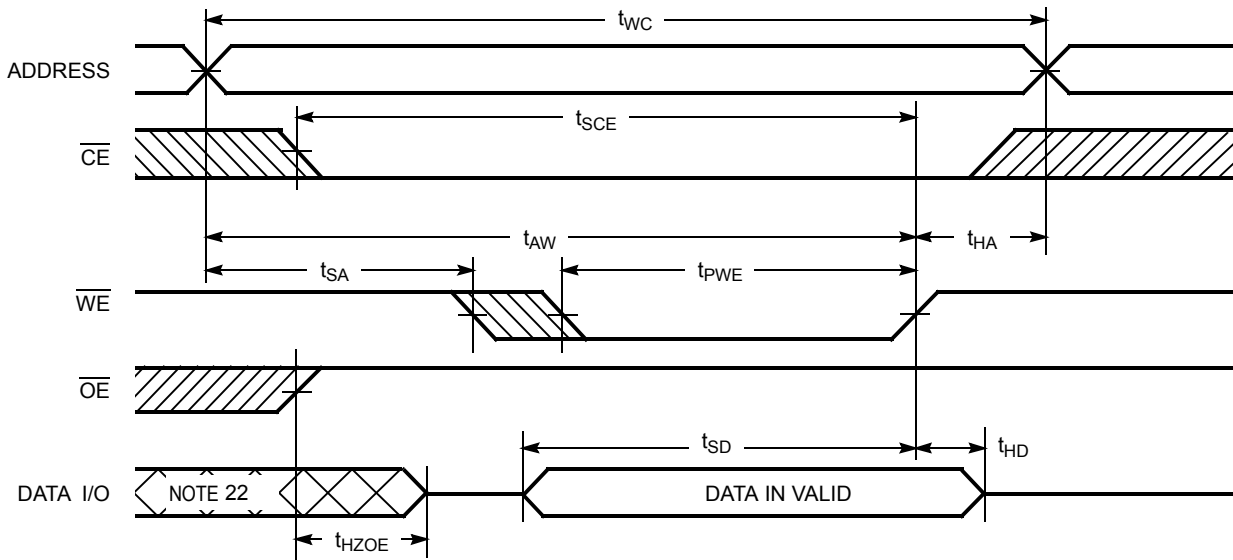 tWC
ADDRESS
tSCE
CE
tAW
tHA
tSA
tPWE
WE
OE
tSD
tHD
DATA I/O
NOTE 22
DATA IN VALID
tHZOE